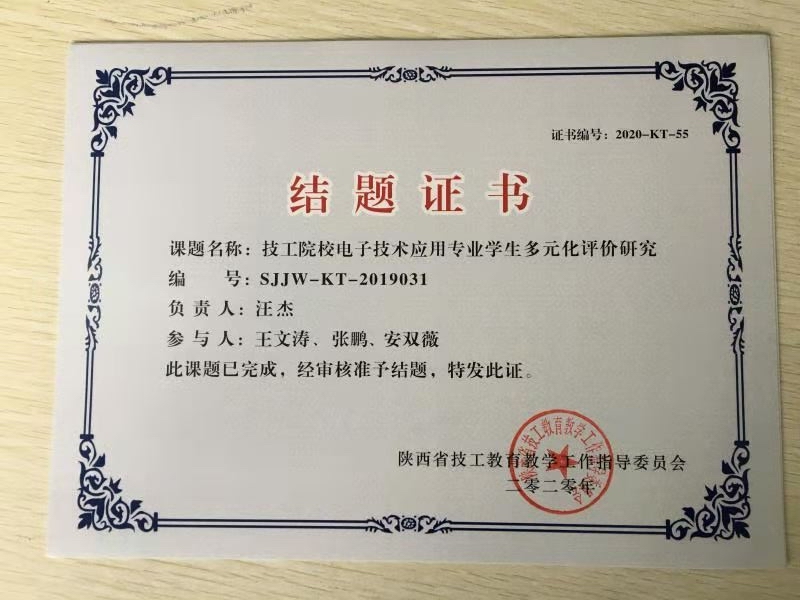 证书编号：2020-KT-55
结题证书
课题名称：技工院校电子技术应用专业学生多元化评价研究
编 号：SJJW-KT-2019031
负责人：汪杰
参与人：王文涛、张鹏、安双薇
此课题已完成，经审核准予结题，特发此证。
陕西省技工教育教学工作指导委员会
二零二零年